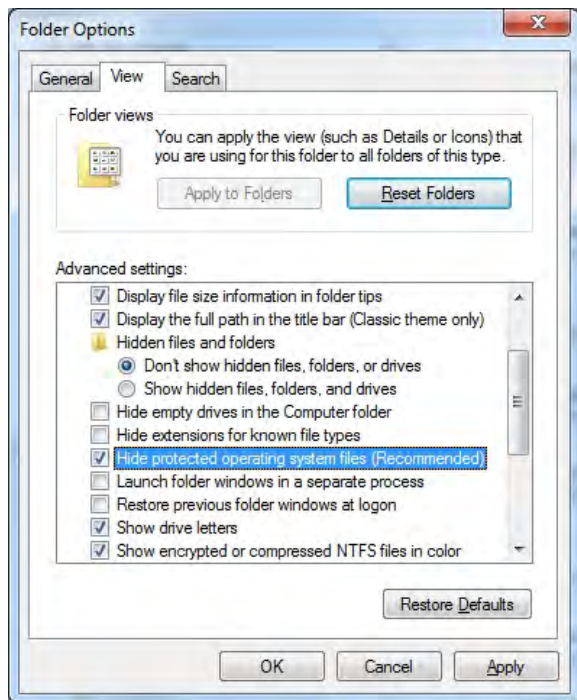 Folder Options
General
View
Search
Folder views
You can apply the view (such as Details or Icons) that
you are using for this folder to all folders of this type.
Apply to Folders
Reset Folders
Advanced settings:
Display file size information in folder tips
Display the full path in the title bar (Classic theme only)
Hidden files and folders
Don't show hidden files, folders, or drives
Show hidden files, folders, and drives
Hide empty drives in the Computer folder
Hide extensions for known file types
Hide protected operating system files (Recommended)
Launch folder windows in a separate process
Restore previous folder windows at logon
Show drive letters
Show encrypted or compressed NTFS files in color
Restore Defaults
OK
Cancel
Apply